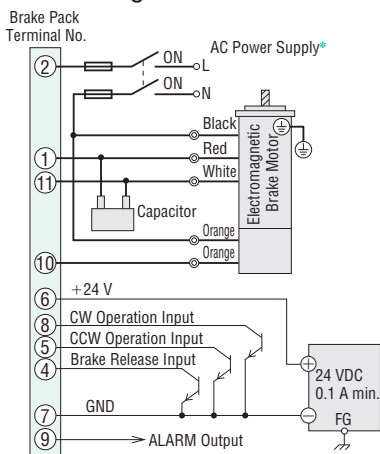 Brake Pack
Terminal No.
AC Power Supply*
2
ON
L
ON
N
Black
1
Red
11
White
Capacitor
Electromagnetic
Brake Motor
Orange
10
Orange
6
+24 V
8
CW Operation Input
5
CCW Operation Input
4
Brake Release Input
24 VDC
0.1 A min.
7
GND
FG
9
ALARM Output